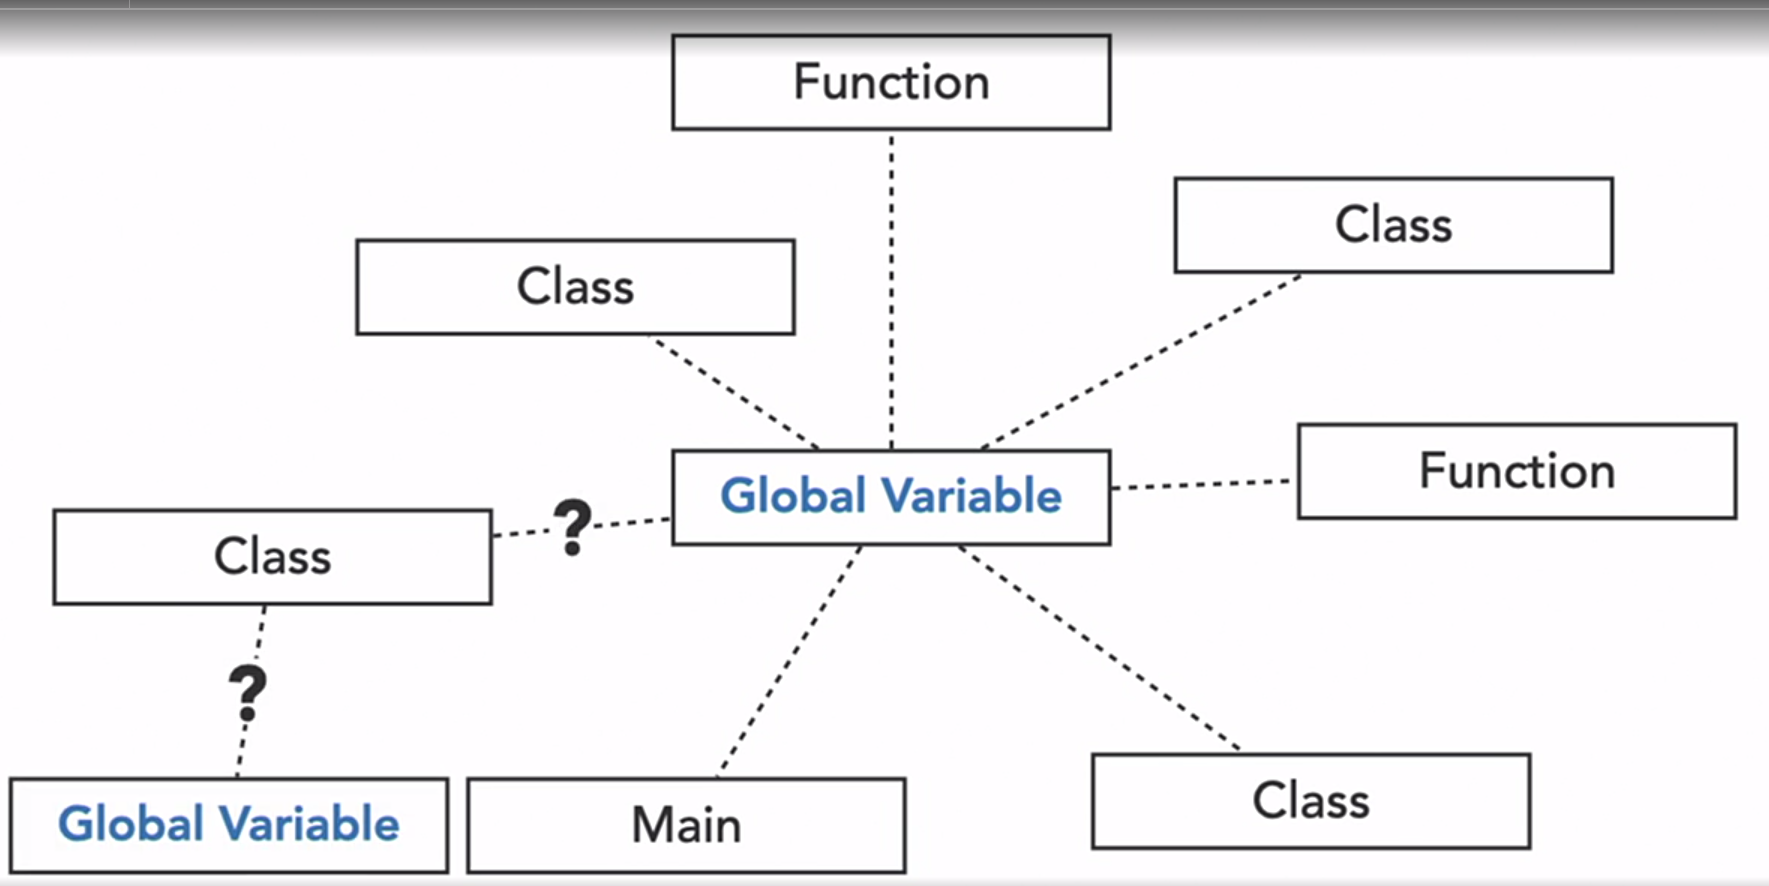 Function
Class
Class
Function
Global Variable
?
Class
?
Global Variable
Main
Class